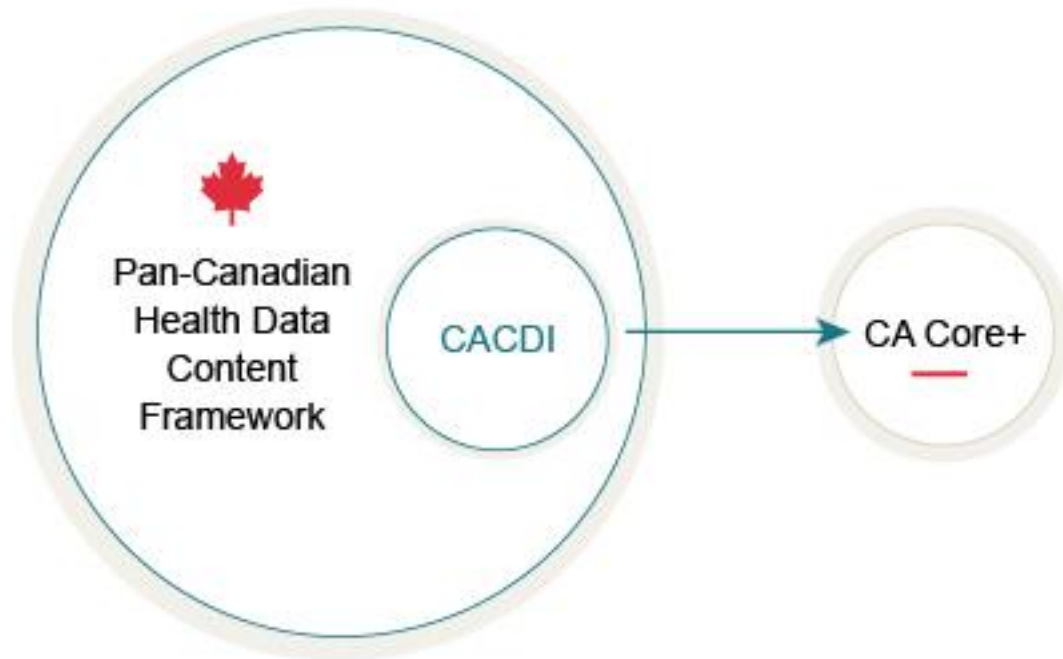 Pan-Canadian
Health Data
Content
Framework
CACDI
CA Core+